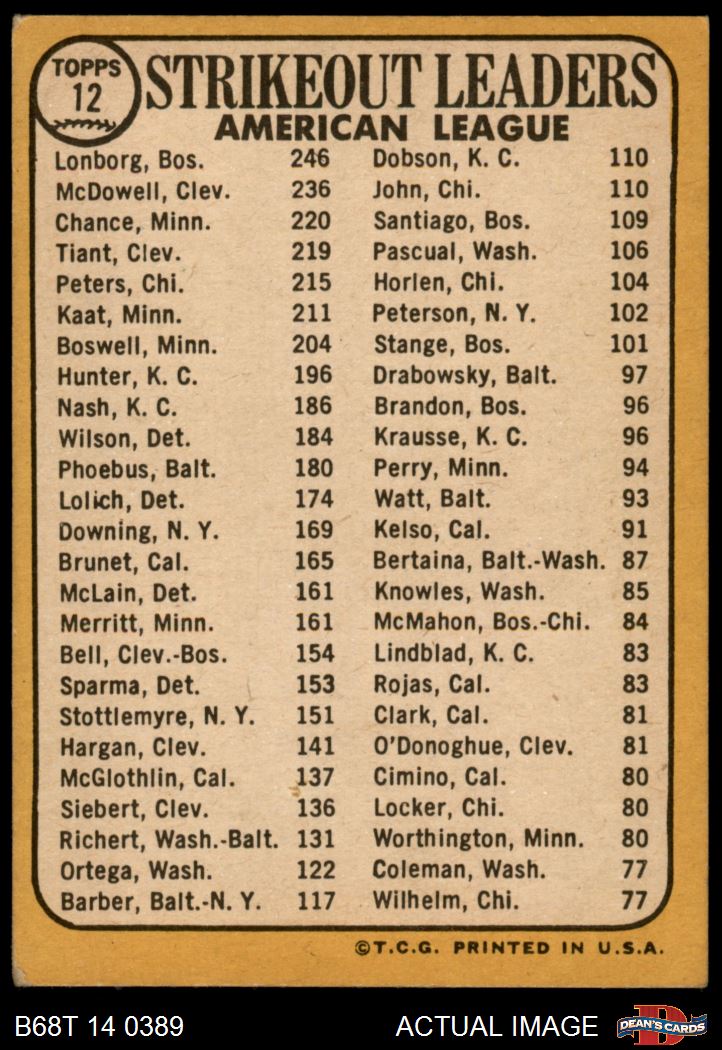 TOPPS
12
STRIKEOUT LEADERS
AMERICAN LEAGUE
Lonborg, Bos. 246
McDowell, Clev. 236
Chance, Minn. 220
Tiant, Clev. 219
Peters, Chi. 215
Kaat, Minn. 211
Boswell, Minn. 204
Hunter, K. C. 196
Nash, K. C. 186
Wilson, Det. 184
Phoebus, Balt. 180
Lolich, Det. 174
Downing, N. Y. 169
Brunet, Cal. 165
McLain, Det. 161
Merritt, Minn. 161
Bell, Clev.-Bos. 154
Sparma, Det. 153
Stottlemyre, N. Y. 151
Hargan, Clev. 141
McGlothlin, Cal. 137
Siebert, Clev. 136
Richert, Wash.-Balt. 131
Ortega, Wash. 122
Barber, Balt.-N. Y. 117
Dobson, K. C. 110
John, Chi. 110
Santiago, Bos. 109
Pascual, Wash. 106
Horlen, Chi. 104
Peterson, N. Y. 102
Stange, Bos. 101
Drabowsky, Balt. 97
Brandon, Bos. 96
Krausse, K. C. 96
Perry, Minn. 94
Watt, Balt. 93
Kelso, Cal. 91
Bertaina, Balt.-Wash. 87
Knowles, Wash. 85
McMahon, Bos.-Chi. 84
Lindblad, K. C. 83
Rojas, Cal. 83
Clark, Cal. 81
O'Donoghue, Clev. 81
Cimino, Cal. 80
Locker, Chi. 80
Worthington, Minn. 80
Coleman, Wash. 77
Wilhelm, Chi. 77
©T.C.G. PRINTED IN U.S.A.
B68T 14 0389
ACTUAL IMAGE
D
DEAN'S CARDS